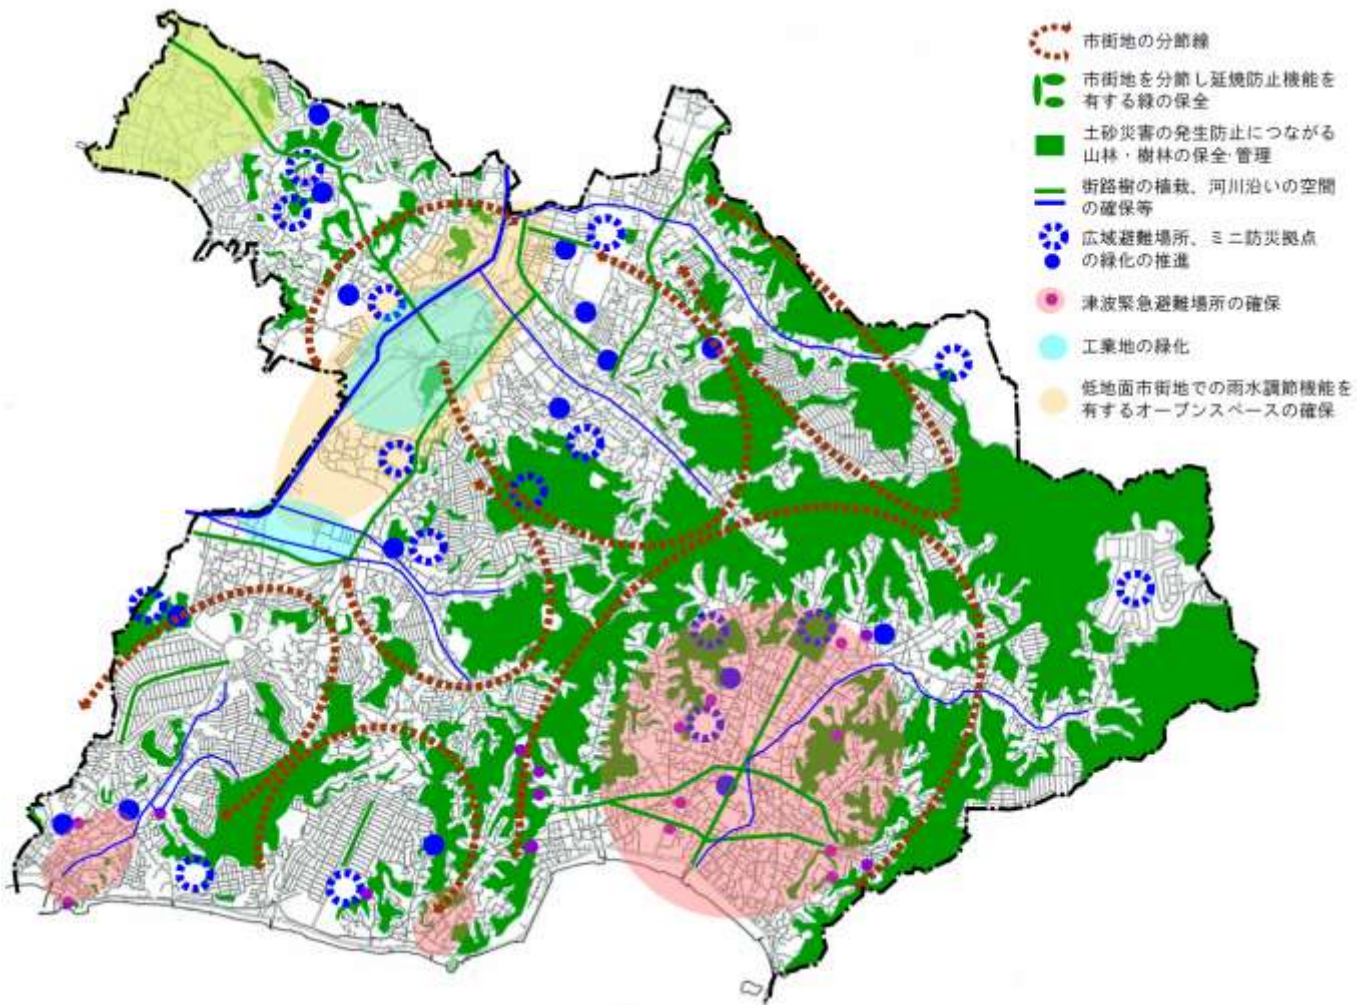 市街地の分節線
市街地を分節し延焼防止機能を
有する緑の保全
土砂災害の発生防止につながる
山林・樹林の保全・管理
街路樹の植栽、河川沿いの空間
の確保等
広域避難場所、ミニ防災拠点
の緑化の推進
津波緊急避難場所の確保
工業地の緑化
低地面市街地での雨水調節機能を
有するオープンスペースの確保